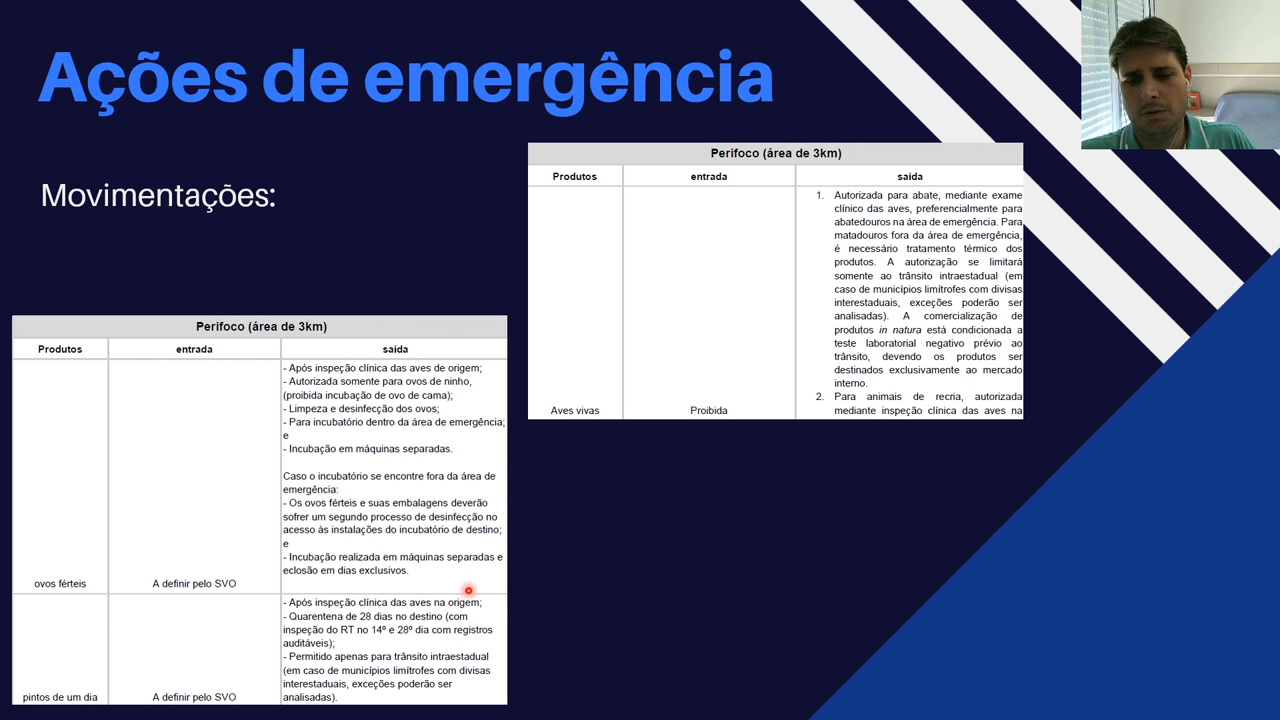 Ações de emergência
Movimentações:
Perifoco (área de 3km)
Produtos entrada saída
1. Autorizada para abate, mediante exame
clínico das aves, preferencialmente para
abatedouros na área de emergência. Para
matadouros fora da área de emergência,
é necessário tratamento térmico dos
produtos. A autorização se limitará
somente ao trânsito intraestadual (em
caso de municípios limítrofes com divisas
interestaduais, exceções poderão ser
analisadas). A comercialização de
produtos in natura está condicionada a
teste laboratorial negativo prévio ao
trânsito, devendo os produtos ser
destinados exclusivamente ao mercado
interno.
2. Para animais de recria, autorizada
Aves vivas Proibida mediante inspeção clínica das aves na
Perifoco (área de 3km)
Produtos entrada saída
- Após inspeção clínica das aves de origem;
- Autorizada somente para ovos de ninho,
(proibida incubação de ovo de cama);
- Limpeza e desinfecção dos ovos;
- Para incubatório dentro da área de emergência;
e
- Incubação em máquinas separadas.
Caso o incubatório se encontre fora da área de
emergência:
- Os ovos férteis e suas embalagens deverão
sofrer um segundo processo de desinfecção no
acesso às instalações do incubatório de destino;
e
- Incubação realizada em máquinas separadas e
eclosão em dias exclusivos.
ovos férteis A definir pelo SVO
- Após inspeção clínica das aves na origem;
- Quarentena de 28 dias no destino (com
inspeção do RT no 14º e 28º dia com registros
auditáveis);
- Permitido apenas para trânsito intraestadual
(em caso de municípios limítrofes com divisas
interestaduais, exceções poderão ser
pintos de um dia A definir pelo SVO analisadas).